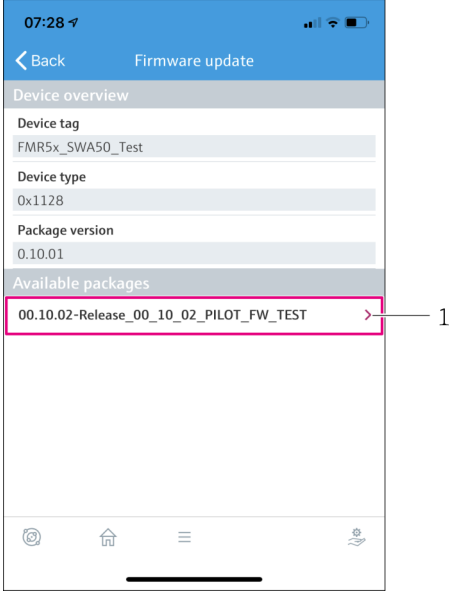 07:28
Back
Firmware update
Device overview
Device tag
FMR5x_SWA50_Test
Device type
0x1128
Package version
0.10.01
Available packages
00.10.02-Release_00_10_02_PILOT_FW_TEST
1